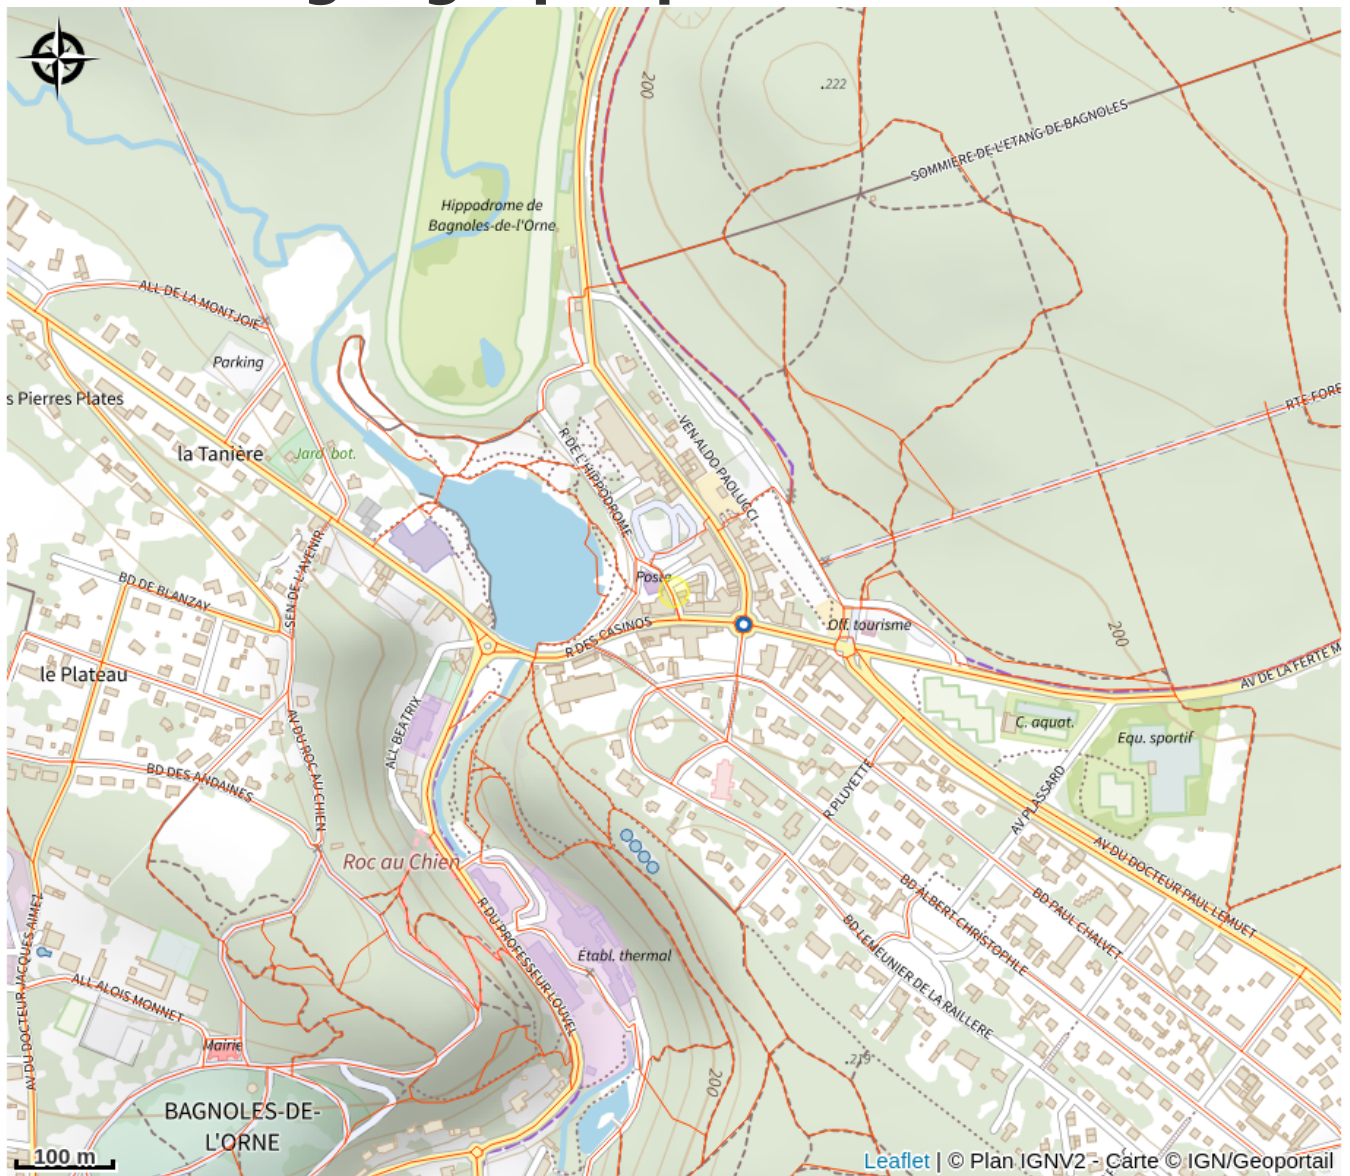 200
.222
SOMMIERE DE L'ETANG DE BAGNOLES
Hippodrome de
Bagnoles-de-l'Orne
ALL DE LA MONTJOIE
Parking
s Pierres Plates
RTE FORE
la Tanière
Jard. bot.
R DE L'HIPPODROME
VEN ALDO PAOLUCCI
SEN DE L'AVENIR
BD DE BLANZAY
Poste
R DES CASINOS
Off. tourisme
200
AV DE LA FERTE M
le Plateau
ALL BEATRIX
AV DU ROC AU CHIEN
C. aquat.
Equ. sportif
BD DES ANDAINES
R PLUYETTE
AV PLASSARD
Roc au Chien
AV DU DOCTEUR PAUL LEMUET
BD ALBERT CHRISTOPHLE
BD PAUL CHALVET
AV DU DOCTEUR JACQUES AIMEZ
R DU PROFESSEUR LOUVEL
Établ. thermal
BD LEMEUNIER DE LA RAILLERE
ALL ALOIS MONNET
Mairie
.219
200
BAGNOLES-DE-
L'ORNE
100 m
Leaflet | © Plan IGNV2 - Carte © IGN/Geoportail